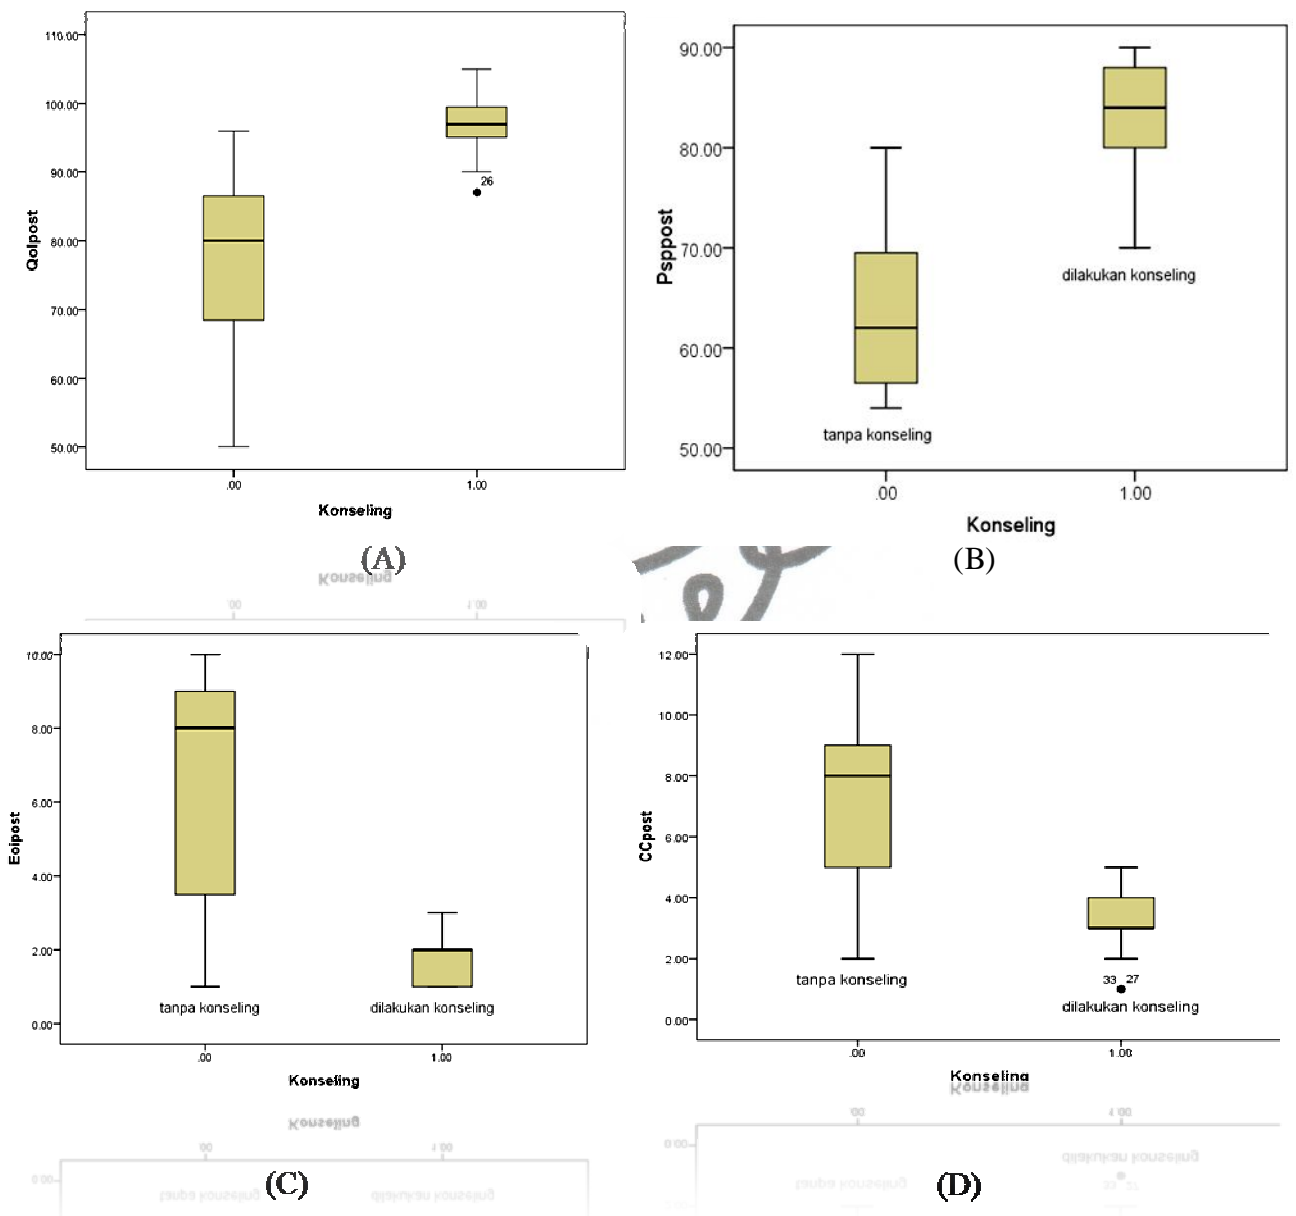 110.00
100.00
90.00
80.00
70.00
60.00
50.00
Qolpost
26
.00
1.00
Konseling
(A)
90.00
80.00
70.00
60.00
50.00
Psppost
tanpa konseling
dilakukan konseling
.00
1.00
Konseling
(B)
10.00
8.00
6.00
4.00
2.00
0.00
Eoipost
tanpa konseling
dilakukan konseling
.00
1.00
Konseling
(C)
12.00
10.00
8.00
6.00
4.00
2.00
0.00
CCpost
tanpa konseling
33 27
dilakukan konseling
.00
1.00
Konseling
(D)